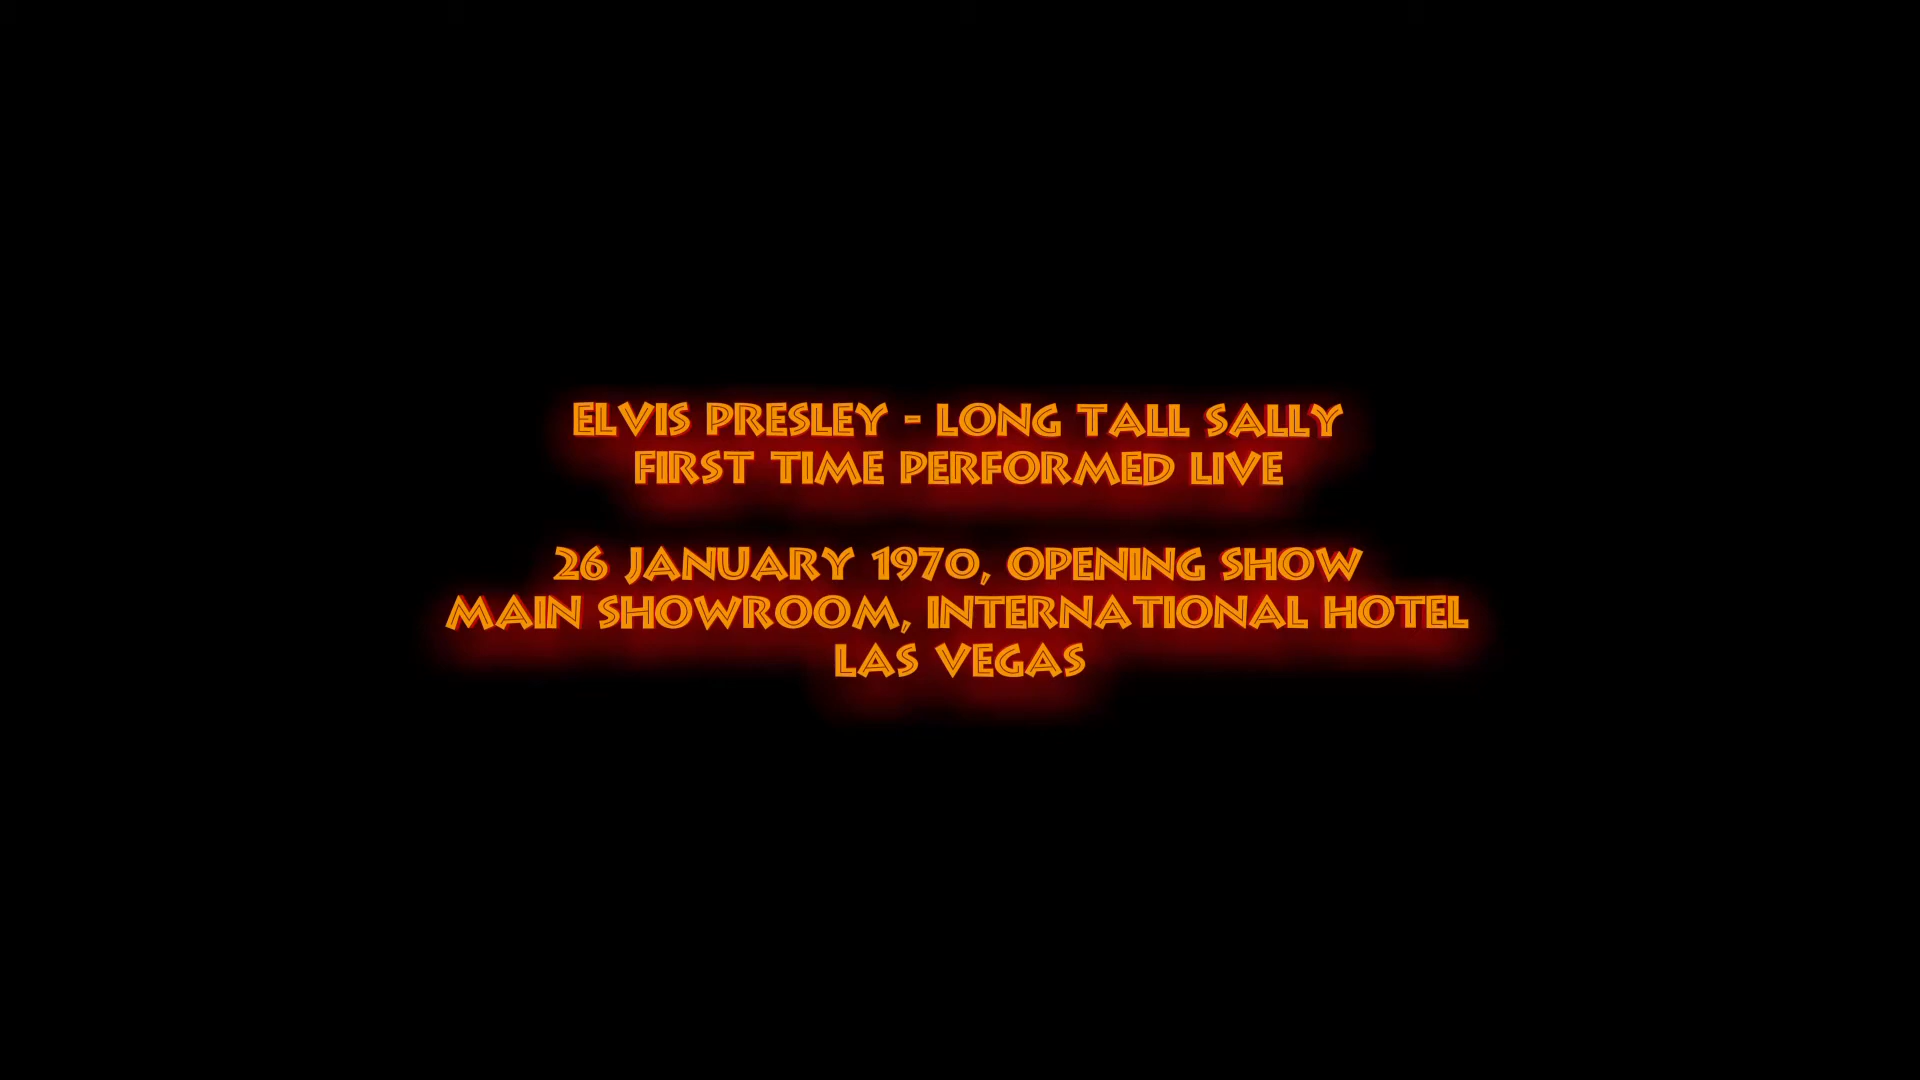 ELVIS PRESLEY - LONG TALL SALLY
FIRST TIME PERFORMED LIVE
26 JANUARY 1970, OPENING SHOW
MAIN SHOWROOM, INTERNATIONAL HOTEL
LAS VEGAS